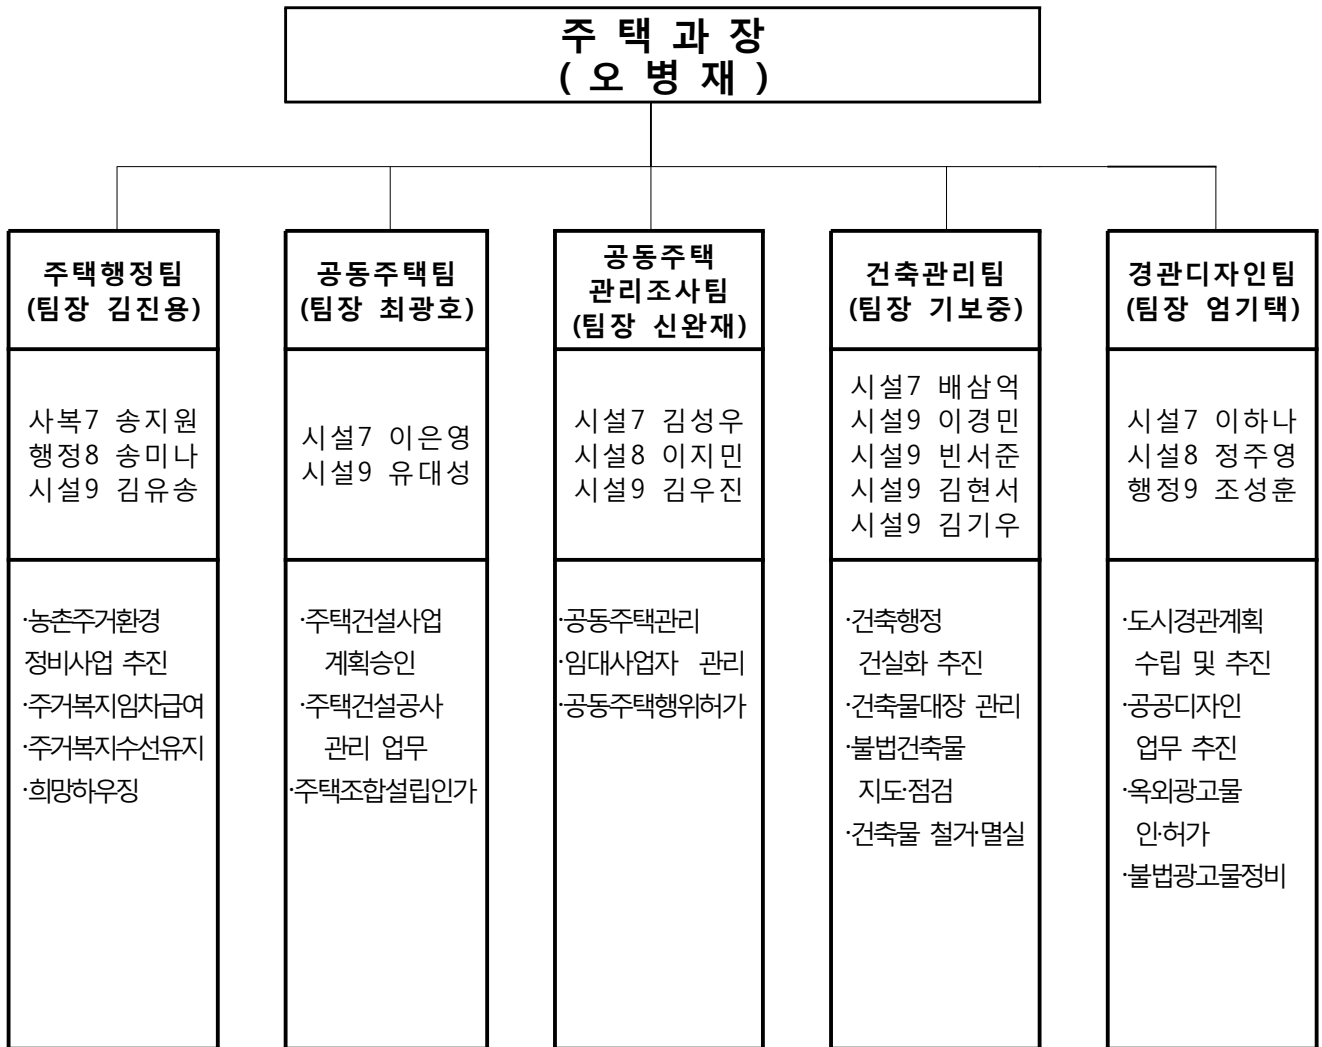 주 택 과 장
( 오 병 재 )
주택행정팀
(팀장 김진용)
사복7 송지원
행정8 송미나
시설9 김유송
·농촌주거환경
정비사업 추진
·주거복지임차급여
·주거복지수선유지
·희망하우징
공동주택팀
(팀장 최광호)
시설7 이은영
시설9 유대성
·주택건설사업
계획승인
·주택건설공사
관리 업무
·주택조합설립인가
공동주택
관리조사팀
(팀장 신완재)
시설7 김성우
시설8 이지민
시설9 김우진
·공동주택관리
·임대사업자 관리
·공동주택행위허가
건축관리팀
(팀장 기보중)
시설7 배삼억
시설9 이경민
시설9 빈서준
시설9 김현서
시설9 김기우
·건축행정
건실화 추진
·건축물대장 관리
·불법건축물
지도·점검
·건축물 철거·멸실
경관디자인팀
(팀장 엄기택)
시설7 이하나
시설8 정주영
행정9 조성훈
·도시경관계획
수립 및 추진
·공공디자인
업무 추진
·옥외광고물
인·허가
·불법광고물정비